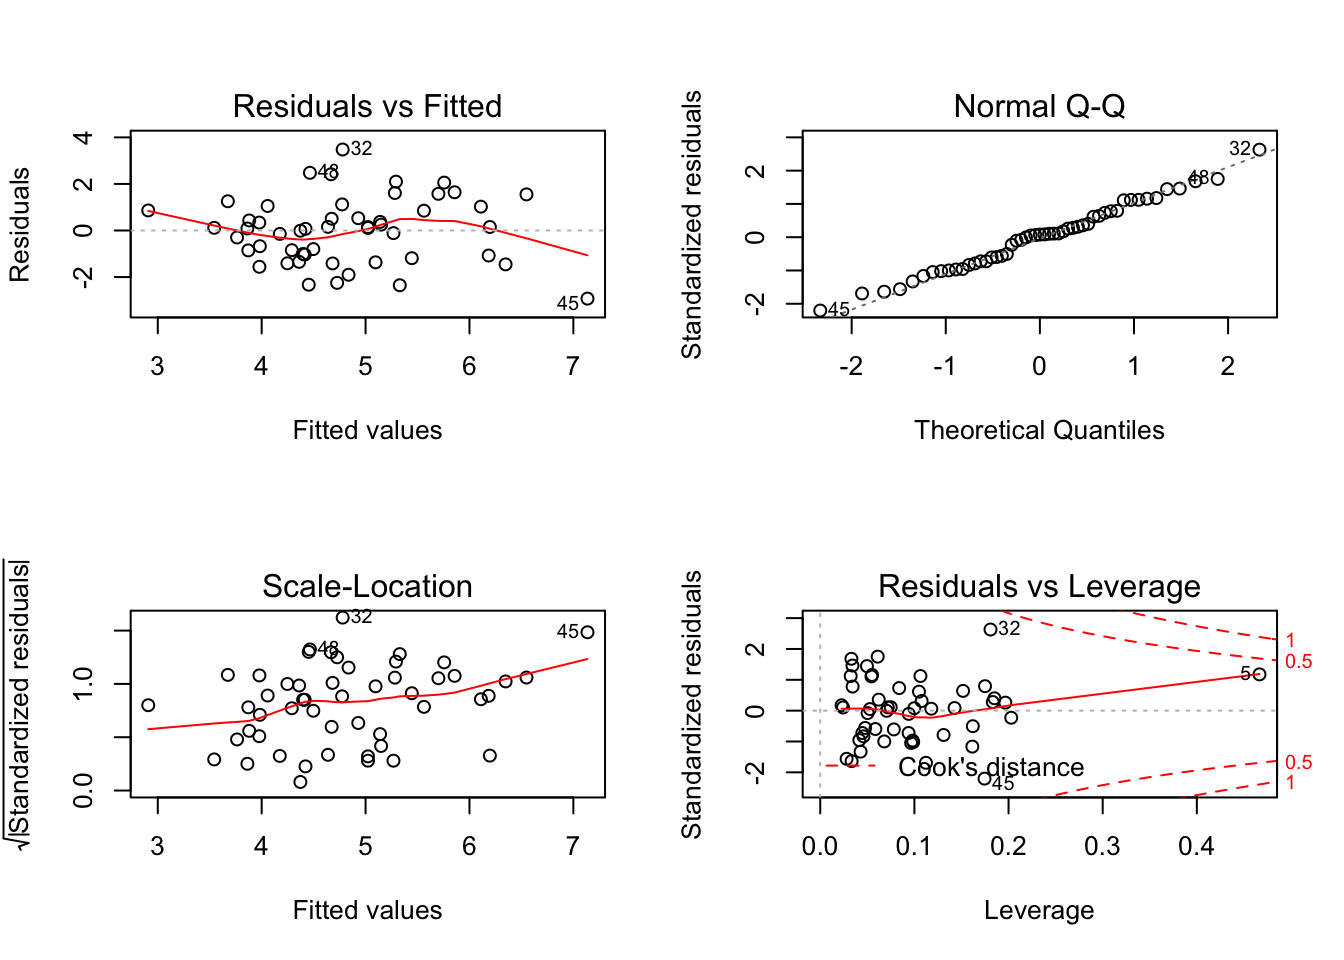 Residuals vs Fitted
Residuals
4
2
0
-2
32
48
45
3 4 5 6 7
Fitted values
Normal Q-Q
Standardized residuals
2
0
-2
32
48
45
-2 -1 0 1 2
Theoretical Quantiles
Scale-Location
√|Standardized residuals|
1.0
0.0
32
48
45
3 4 5 6 7
Fitted values
Residuals vs Leverage
Standardized residuals
2
0
-2
32
5
45
1
0.5
0.5
1
Cook's distance
0.0 0.1 0.2 0.3 0.4
Leverage